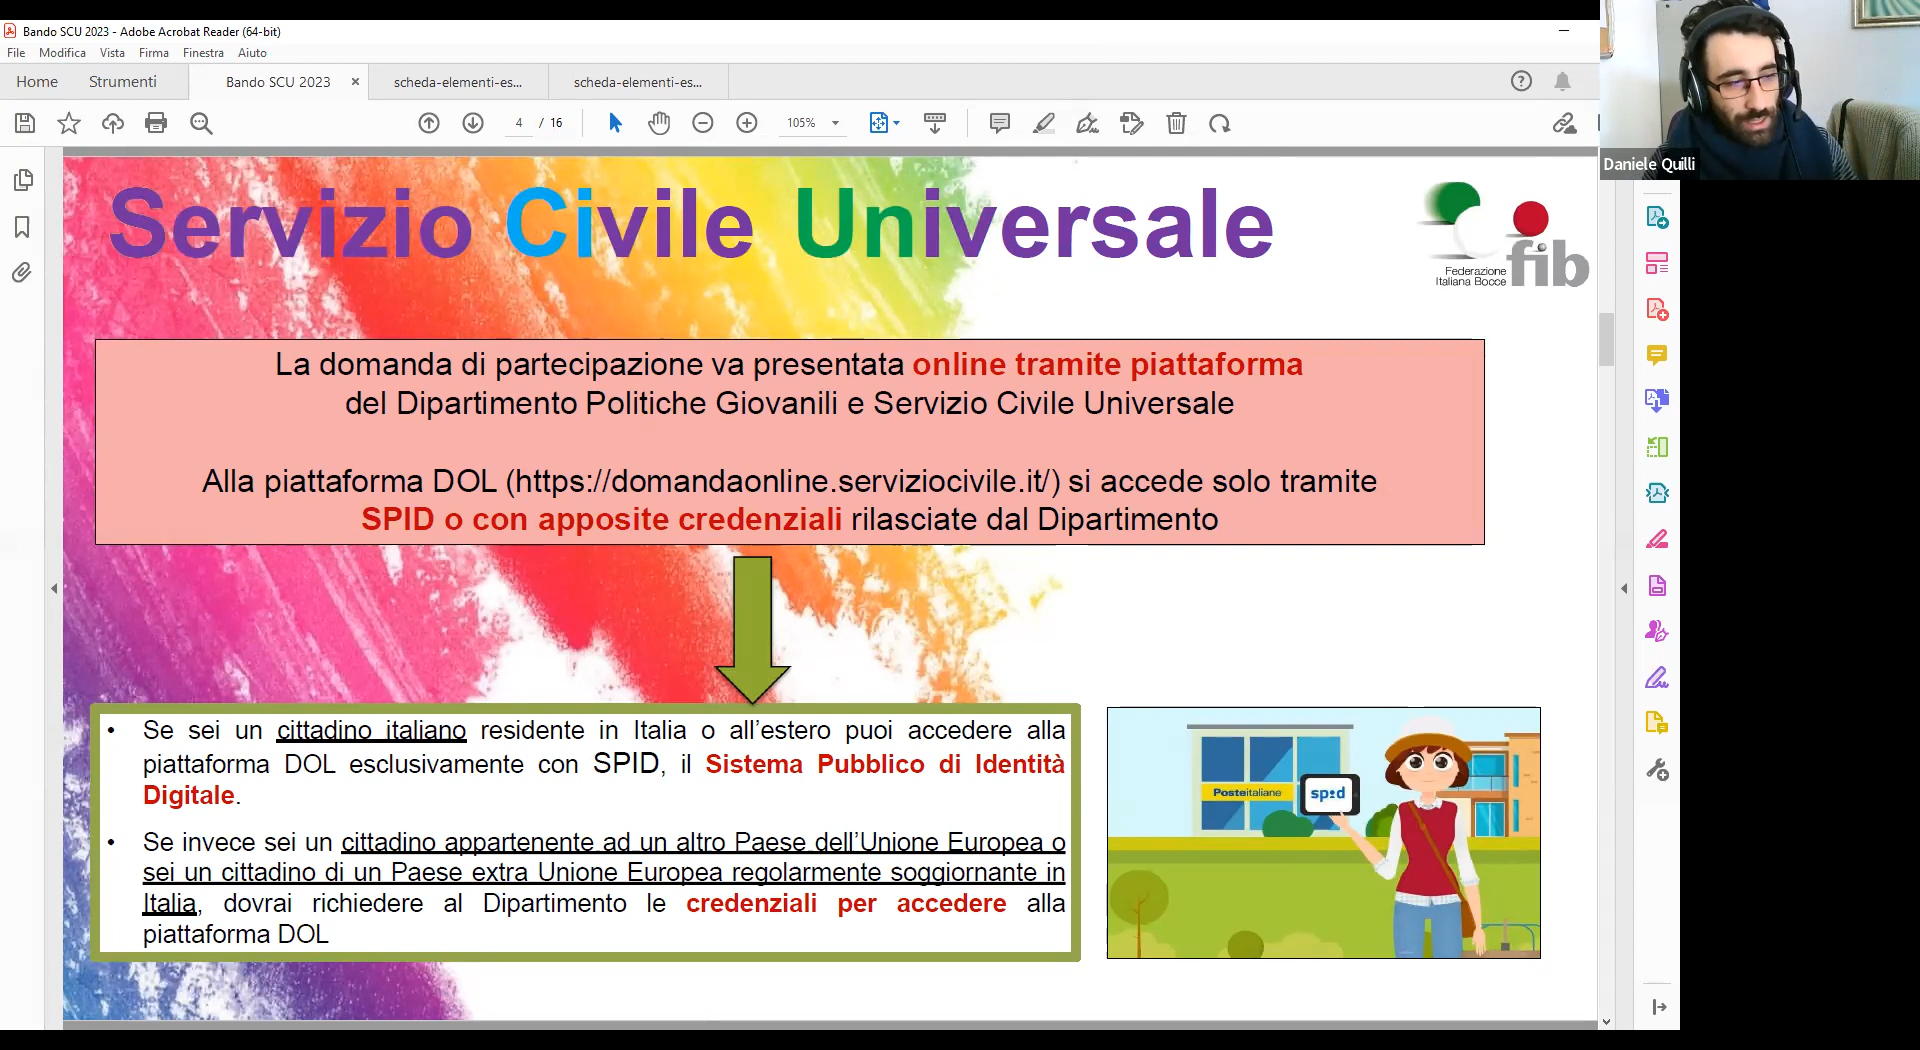 Bando SCU 2023 - Adobe Acrobat Reader (64-bit)
File Modifica Vista Firma Finestra Aiuto
Home Strumenti Bando SCU 2023 × scheda-elementi-es... scheda-elementi-es...
4 / 16 105%
Daniele Quilli
Servizio Civile Universale
Federazione
Italiana Bocce
fib
La domanda di partecipazione va presentata online tramite piattaforma
del Dipartimento Politiche Giovanili e Servizio Civile Universale
Alla piattaforma DOL (https://domandaonline.serviziocivile.it/) si accede solo tramite
SPID o con apposite credenziali rilasciate dal Dipartimento
• Se sei un cittadino italiano residente in Italia o all'estero puoi accedere alla
piattaforma DOL esclusivamente con SPID, il Sistema Pubblico di Identità
Digitale.
• Se invece sei un cittadino appartenente ad un altro Paese dell'Unione Europea o
sei un cittadino di un Paese extra Unione Europea regolarmente soggiornante in
Italia, dovrai richiedere al Dipartimento le credenziali per accedere alla
piattaforma DOL
Posteitaliane
spid